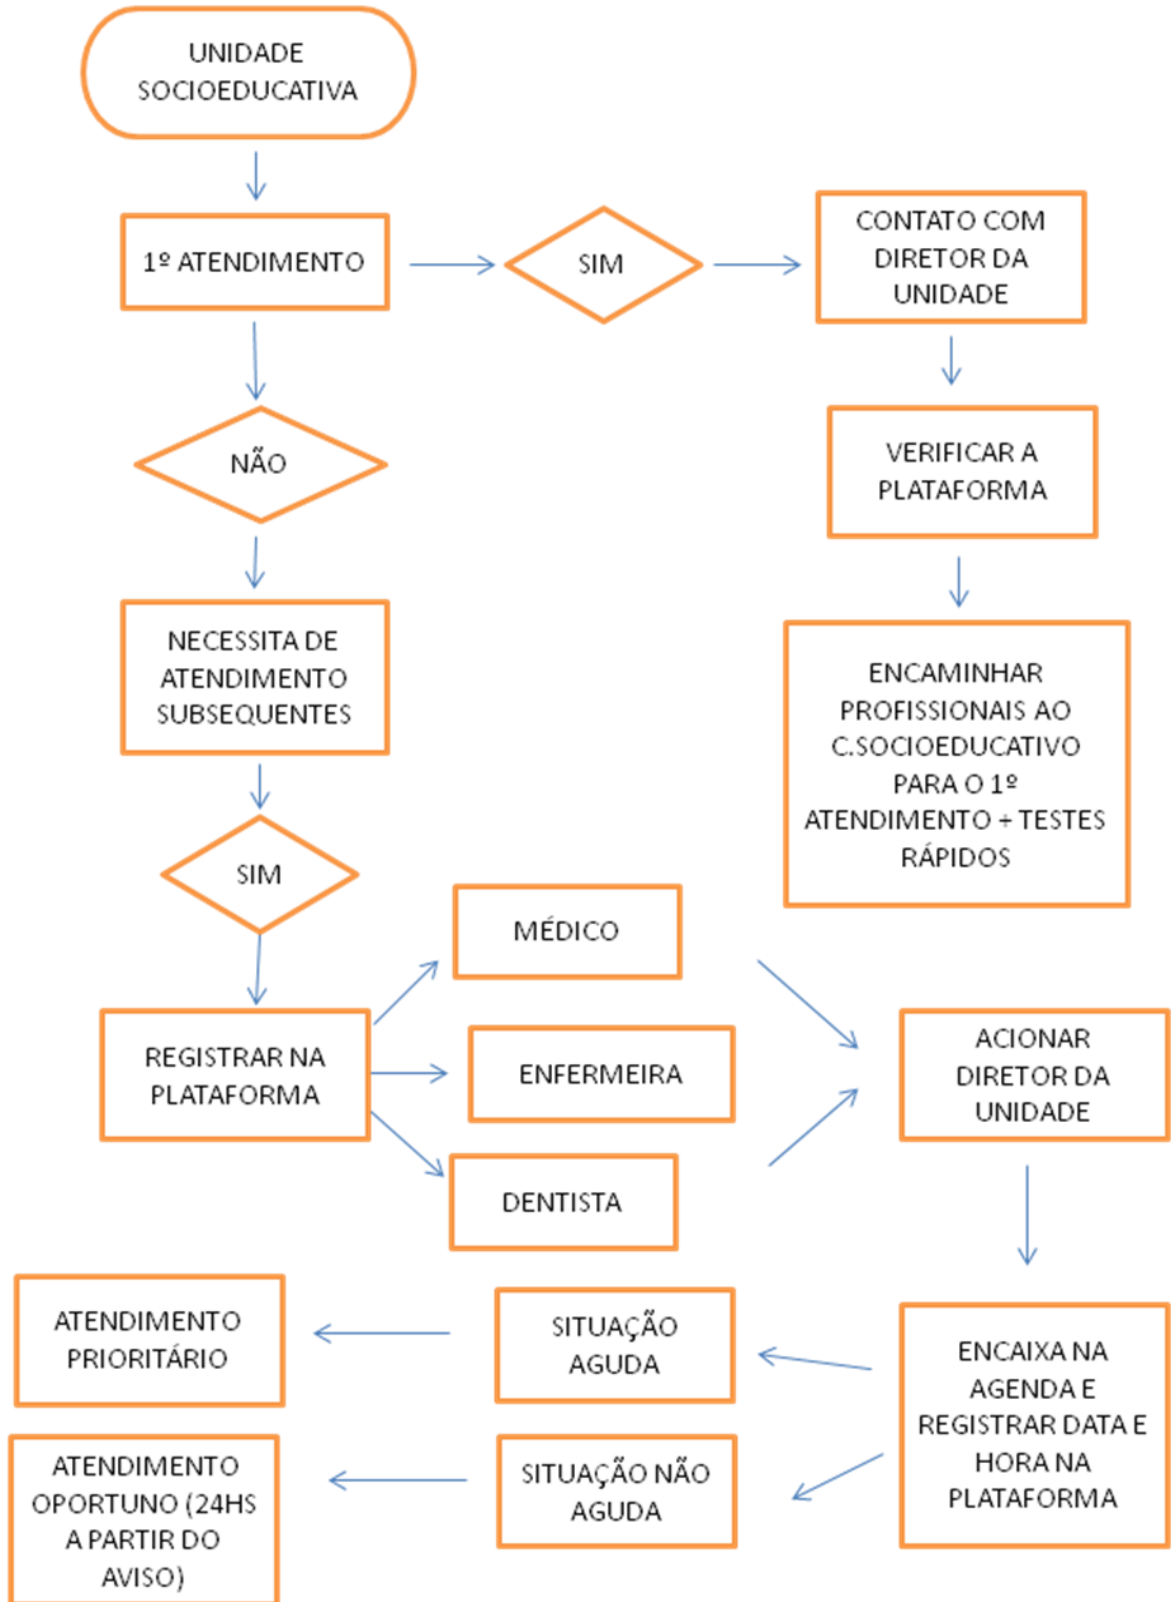 UNIDADE
SOCIOEDUCATIVA
1º ATENDIMENTO
SIM
CONTATO COM
DIRETOR DA
UNIDADE
NÃO
VERIFICAR A
PLATAFORMA
NECESSITA DE
ATENDIMENTO
SUBSEQUENTES
ENCAMINHAR
PROFISSIONAIS AO
C.SOCIOEDUCATIVO
PARA O 1º
ATENDIMENTO + TESTES
RÁPIDOS
SIM
REGISTRAR NA
PLATAFORMA
MÉDICO
ENFERMEIRA
DENTISTA
ACIONAR
DIRETOR DA
UNIDADE
ENCAIXA NA
AGENDA E
REGISTRAR DATA E
HORA NA
PLATAFORMA
SITUAÇÃO
AGUDA
ATENDIMENTO
PRIORITÁRIO
SITUAÇÃO NÃO
AGUDA
ATENDIMENTO
OPORTUNO (24HS
A PARTIR DO
AVISO)